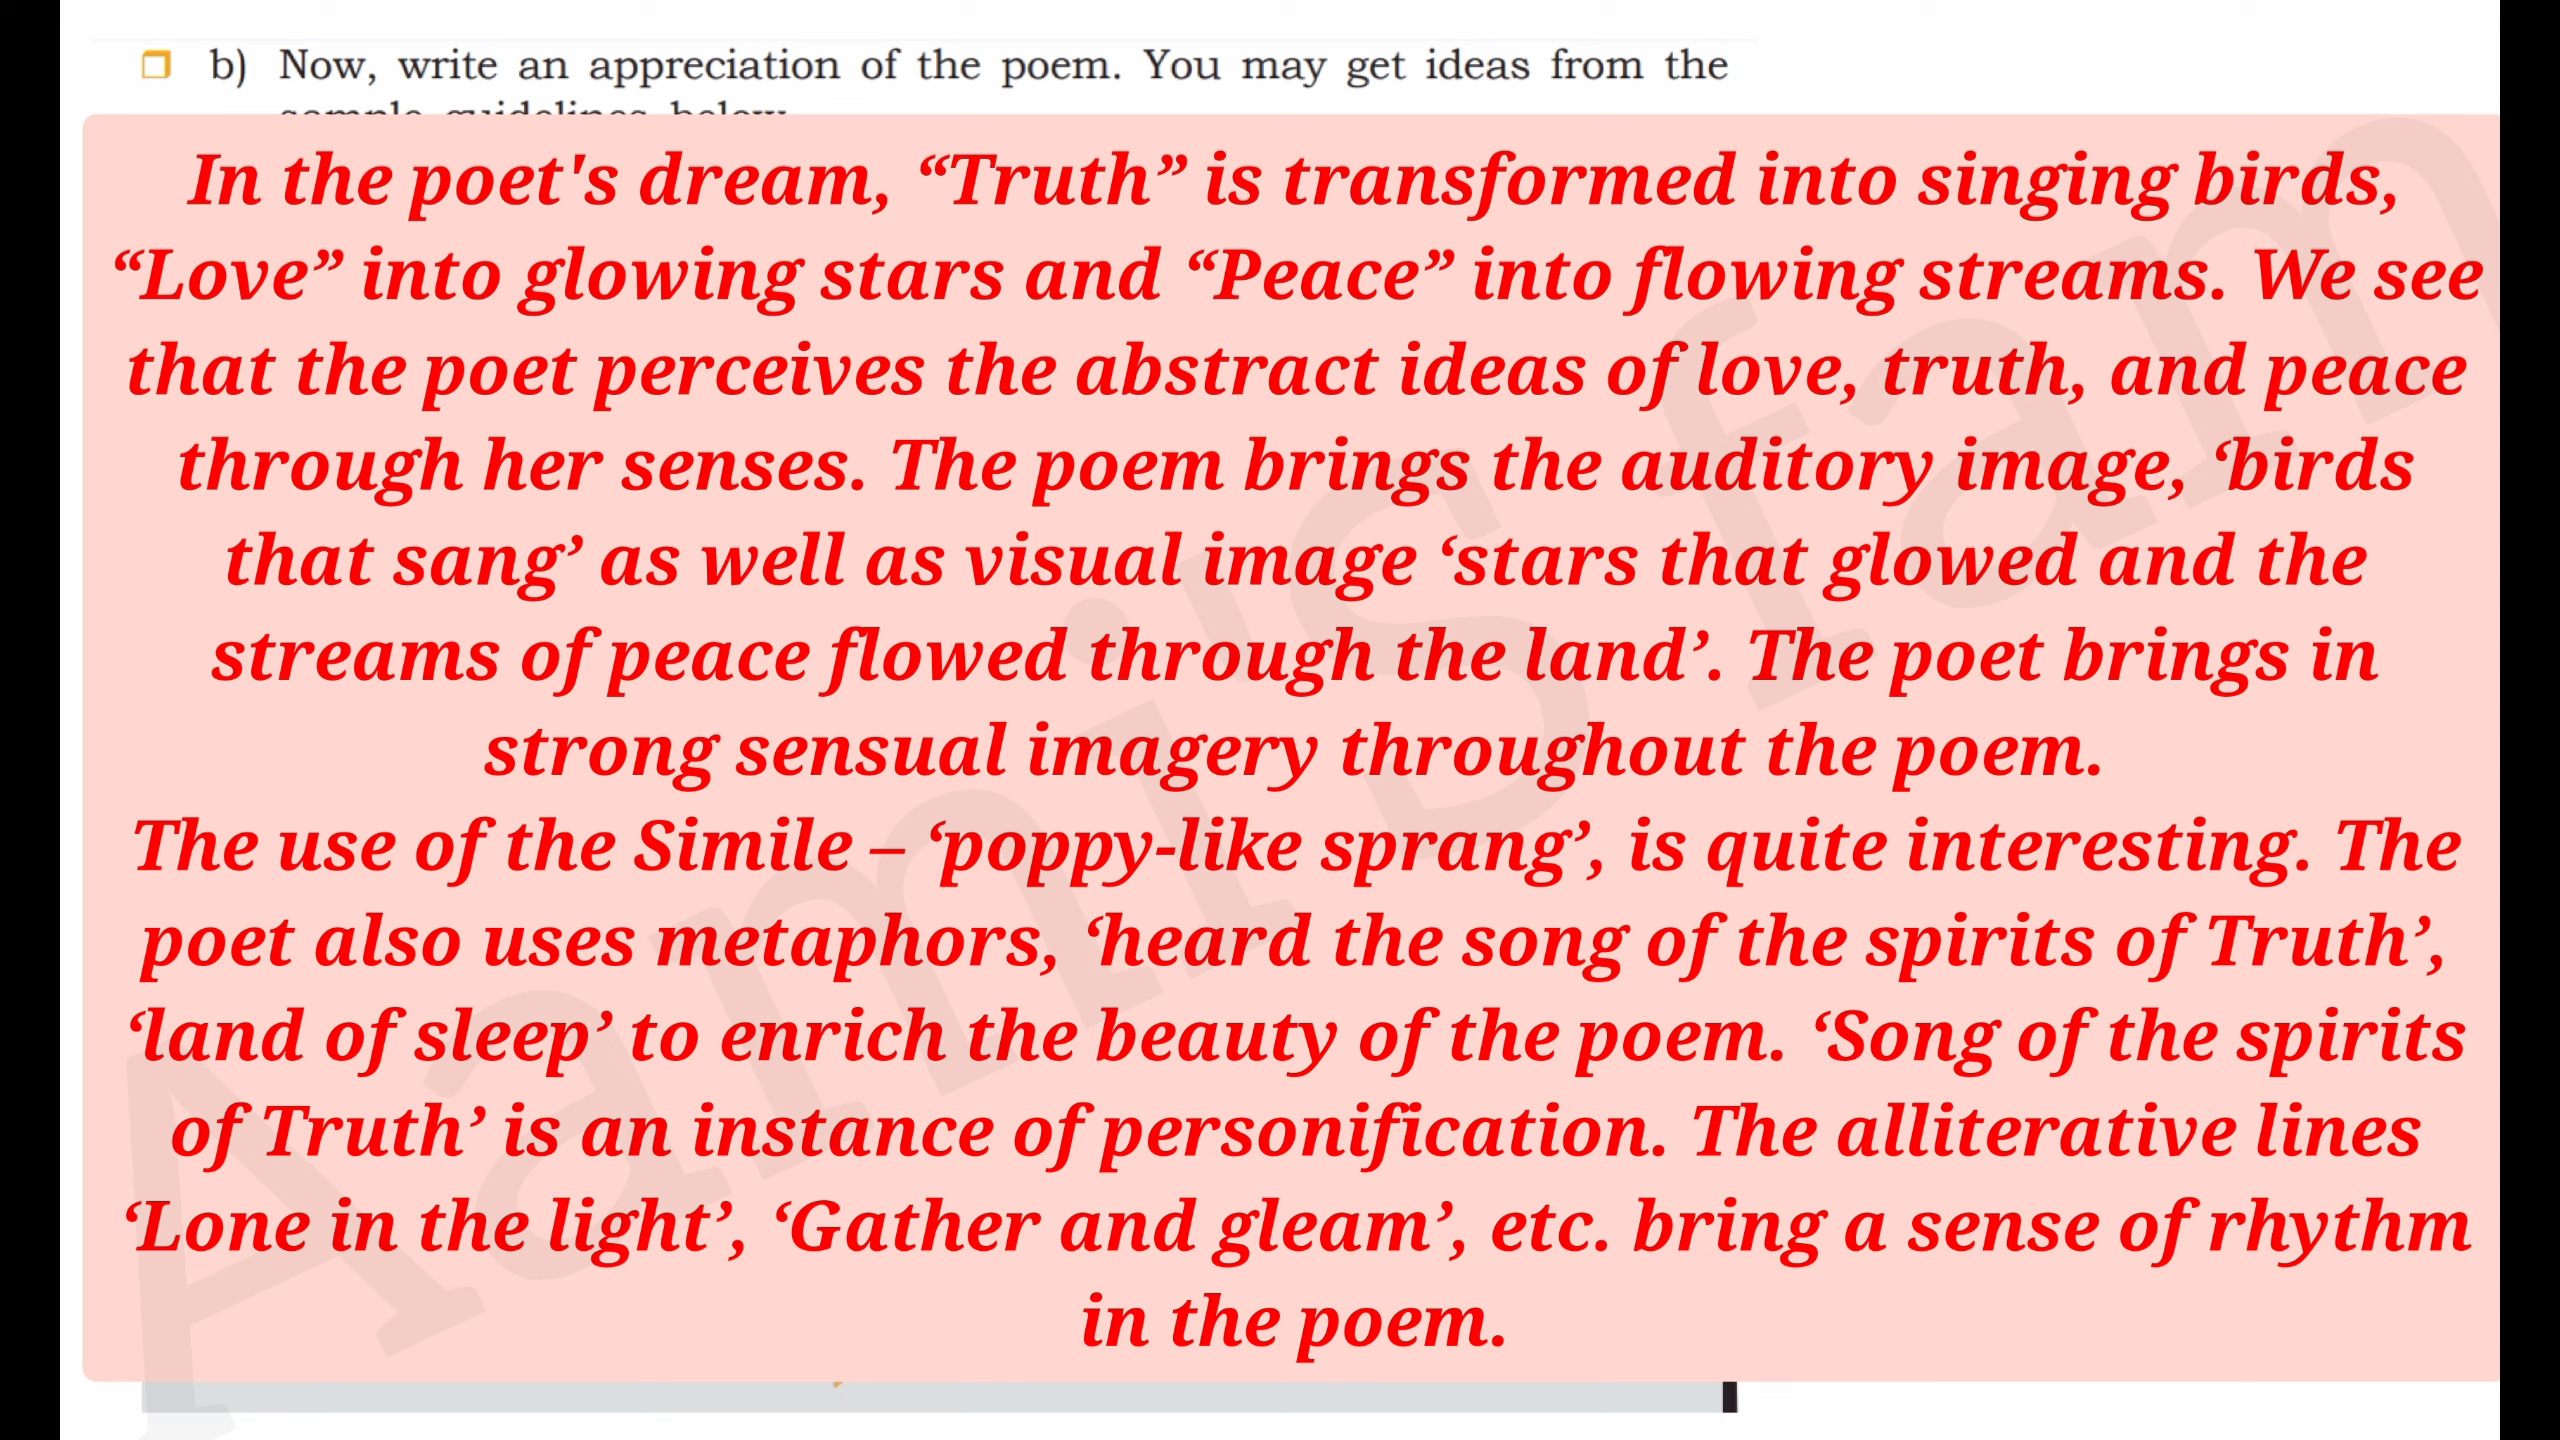 b) Now, write an appreciation of the poem. You may get ideas from the
sample guidelines below
In the poet's dream, “Truth” is transformed into singing birds,
“Love” into glowing stars and “Peace” into flowing streams. We see
that the poet perceives the abstract ideas of love, truth, and peace
through her senses. The poem brings the auditory image, ‘birds
that sang’ as well as visual image ‘stars that glowed and the
streams of peace flowed through the land’. The poet brings in
strong sensual imagery throughout the poem.
The use of the Simile – ‘poppy-like sprang’, is quite interesting. The
poet also uses metaphors, ‘heard the song of the spirits of Truth’,
‘land of sleep’ to enrich the beauty of the poem. ‘Song of the spirits
of Truth’ is an instance of personification. The alliterative lines
‘Lone in the light’, ‘Gather and gleam’, etc. bring a sense of rhythm
in the poem.
Aami's fam